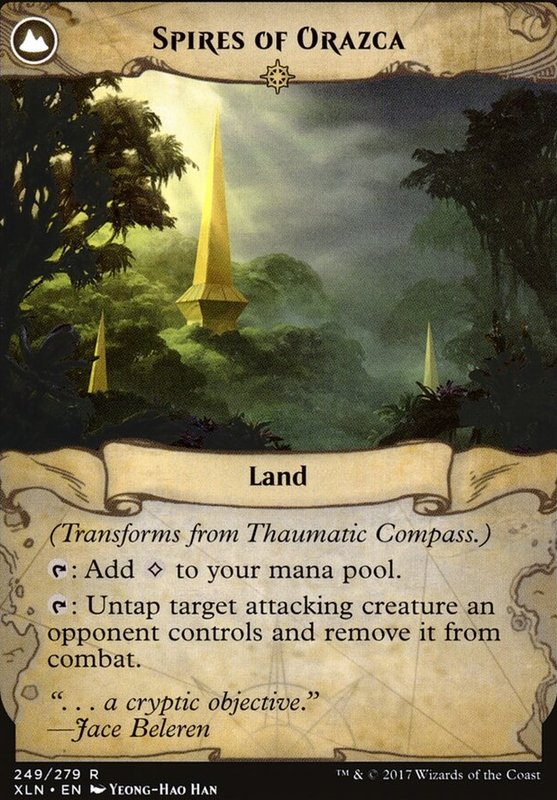 Spires of Orazca
Land
(Transforms from Thaumatic Compass.)
: Add to your mana pool.
: Untap target attacking creature an
opponent controls and remove it from
combat.
“. . . a cryptic objective.”
—Jace Beleren
249/279 R
XLN • EN Yeong-Hao Han
™ & © 2017 Wizards of the Coast